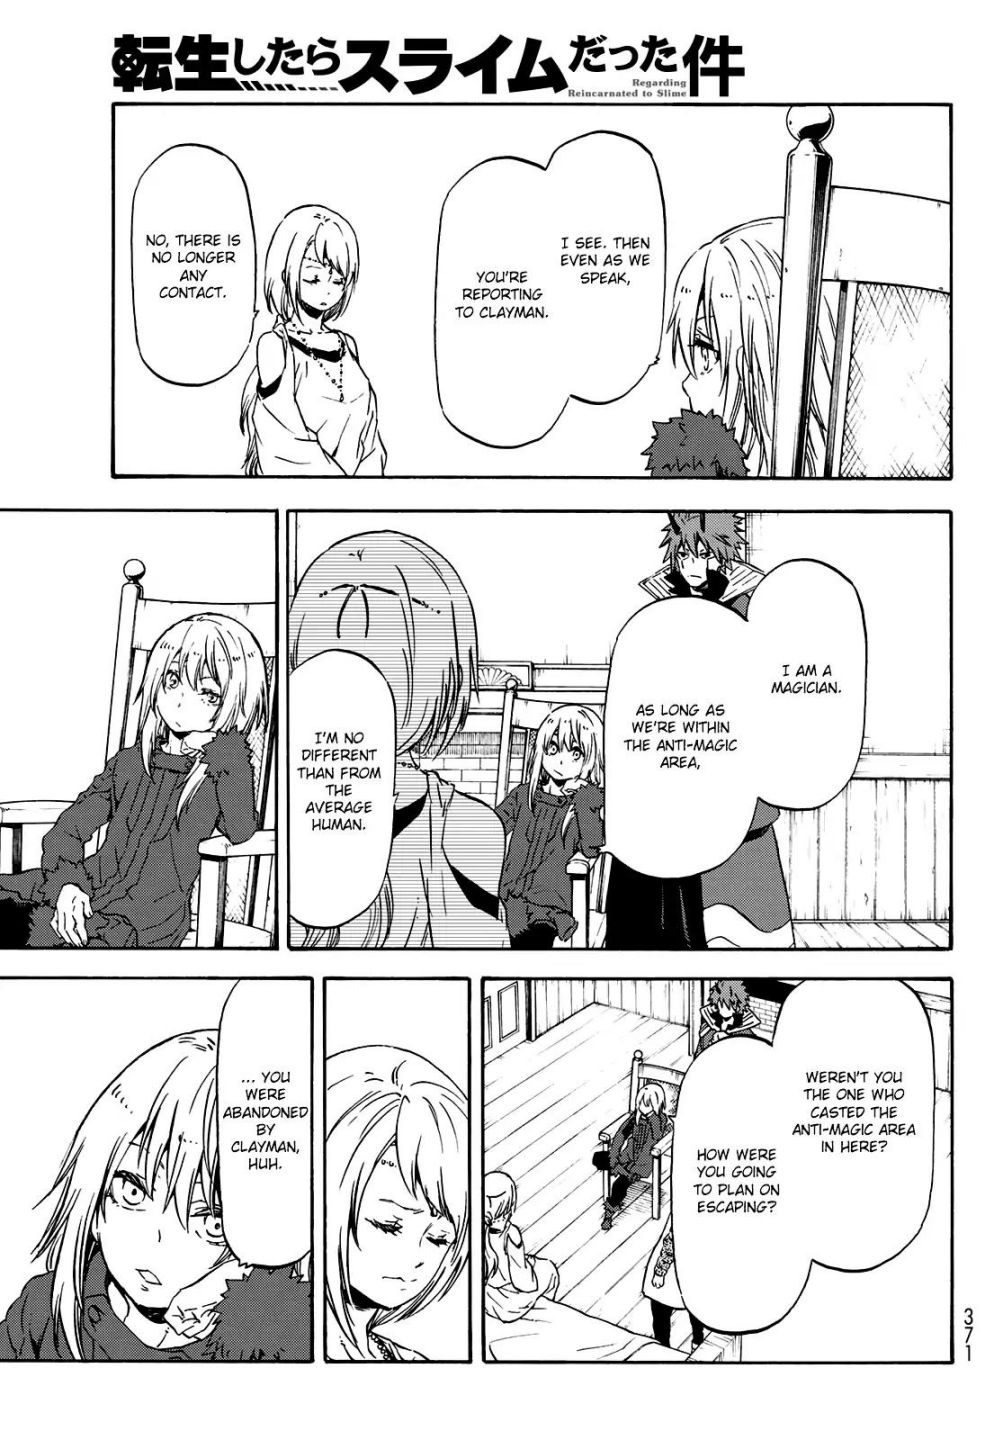 転生したらスライムだった件
Regarding
Reincarnated to Slime
I SEE. THEN
EVEN AS WE
SPEAK,
YOU'RE
REPORTING
TO CLAYMAN.
NO, THERE IS
NO LONGER
ANY
CONTACT.
I AM A
MAGICIAN.
AS LONG AS
WE'RE WITHIN
THE ANTI-MAGIC
AREA,
I'M NO
DIFFERENT
THAN FROM
THE
AVERAGE
HUMAN.
WEREN'T YOU
THE ONE WHO
CASTED THE
ANTI-MAGIC AREA
IN HERE?
HOW WERE
YOU GOING
TO PLAN ON
ESCAPING?
... YOU
WERE
ABANDONED
BY
CLAYMAN,
HUH.
371